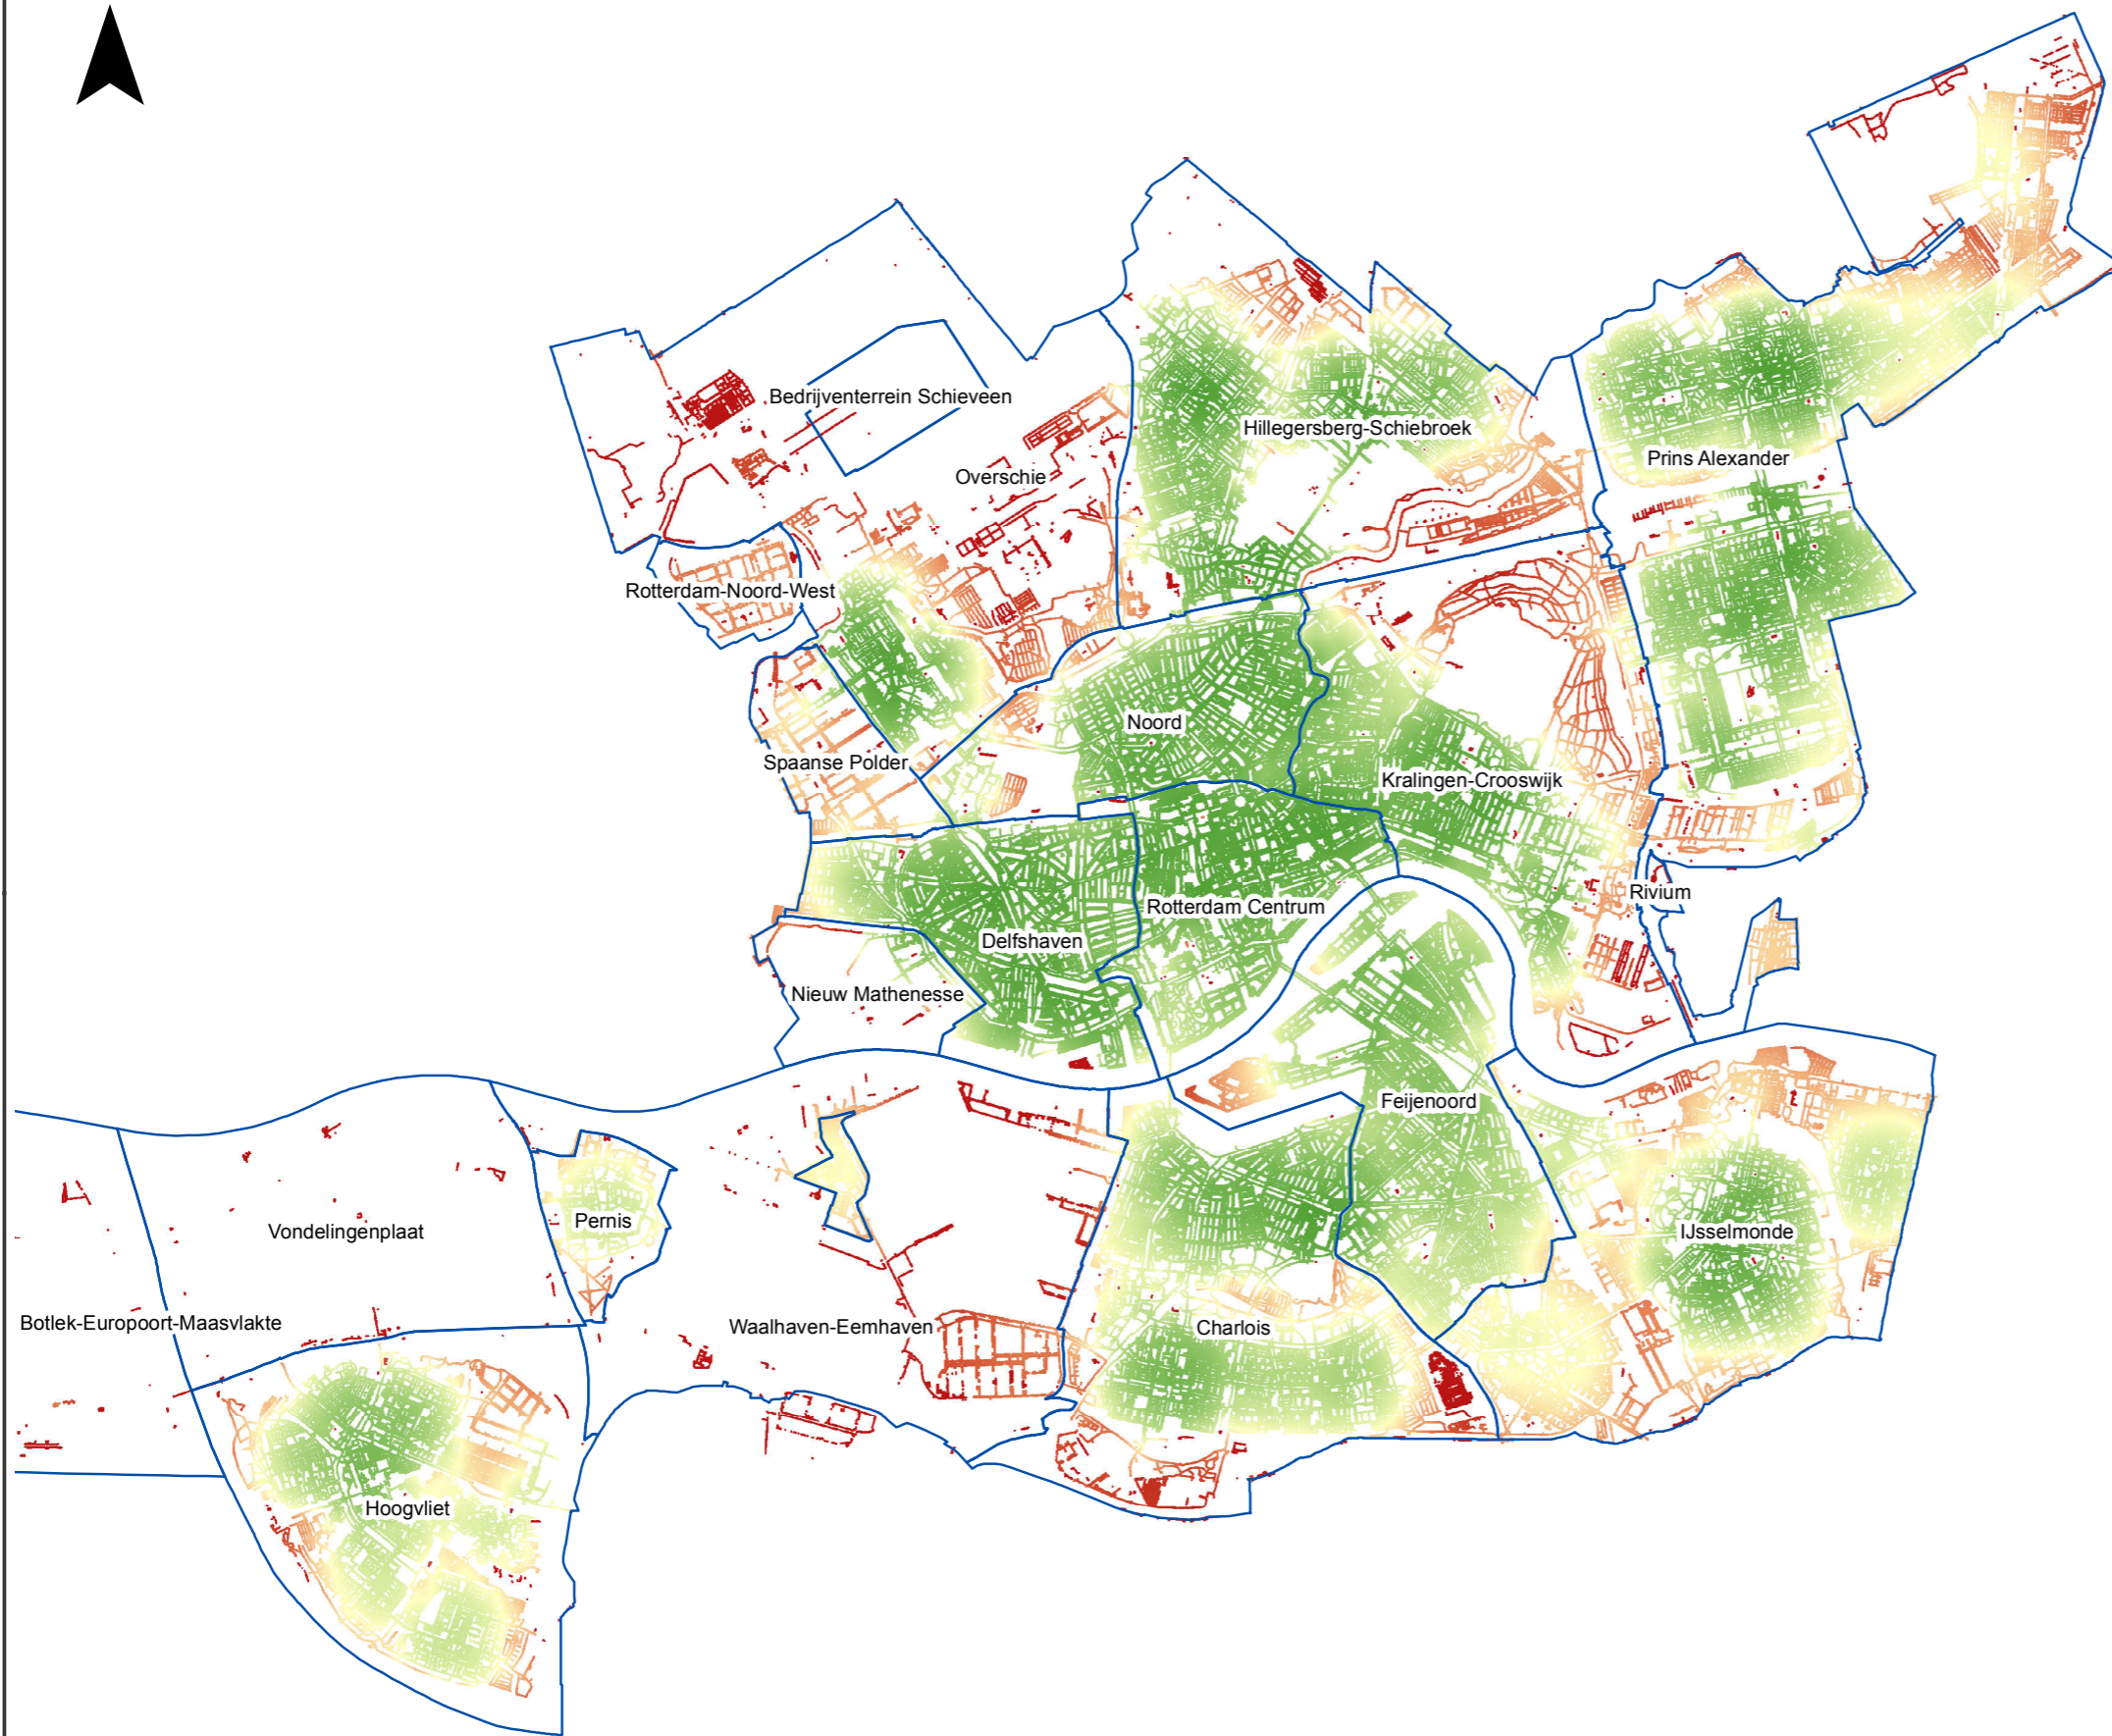 Bedrijventerrein Schieveen
Hillegersberg-Schiebroek
Prins Alexander
Overschie
Rotterdam-Noord-West
Noord
Spaanse Polder
Kralingen-Crooswijk
Rivium
Rotterdam Centrum
Delfshaven
Nieuw Mathenesse
Feijenoord
Pernis
Vondelingenplaat
IJsselmonde
Botlek-Europoort-Maasvlakte
Waalhaven-Eemhaven
Charlois
Hoogvliet